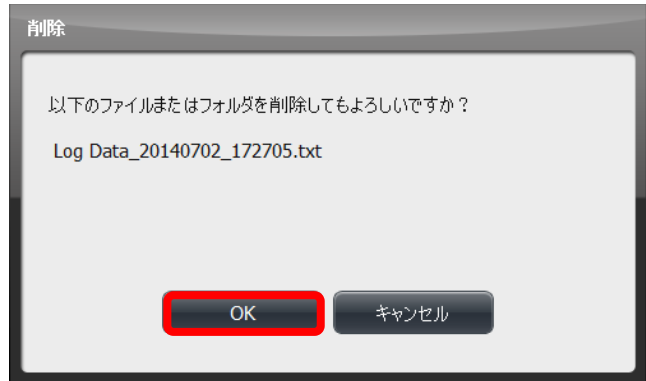 削除
以下のファイルまたはフォルダを削除してもよろしいですか？
Log Data_20140702_172705.txt
OK
キャンセル